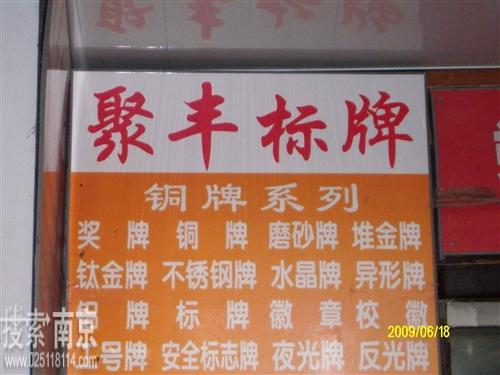 聚丰标牌
铜牌系列
奖牌 铜牌 磨砂牌 堆金牌
钛金牌 不锈钢牌 水晶牌 异形牌
牌 标牌 徽章 校徽
号牌 安全标志牌 夜光牌 反光牌
2009/06/18
搜索南京
www.025118114.com